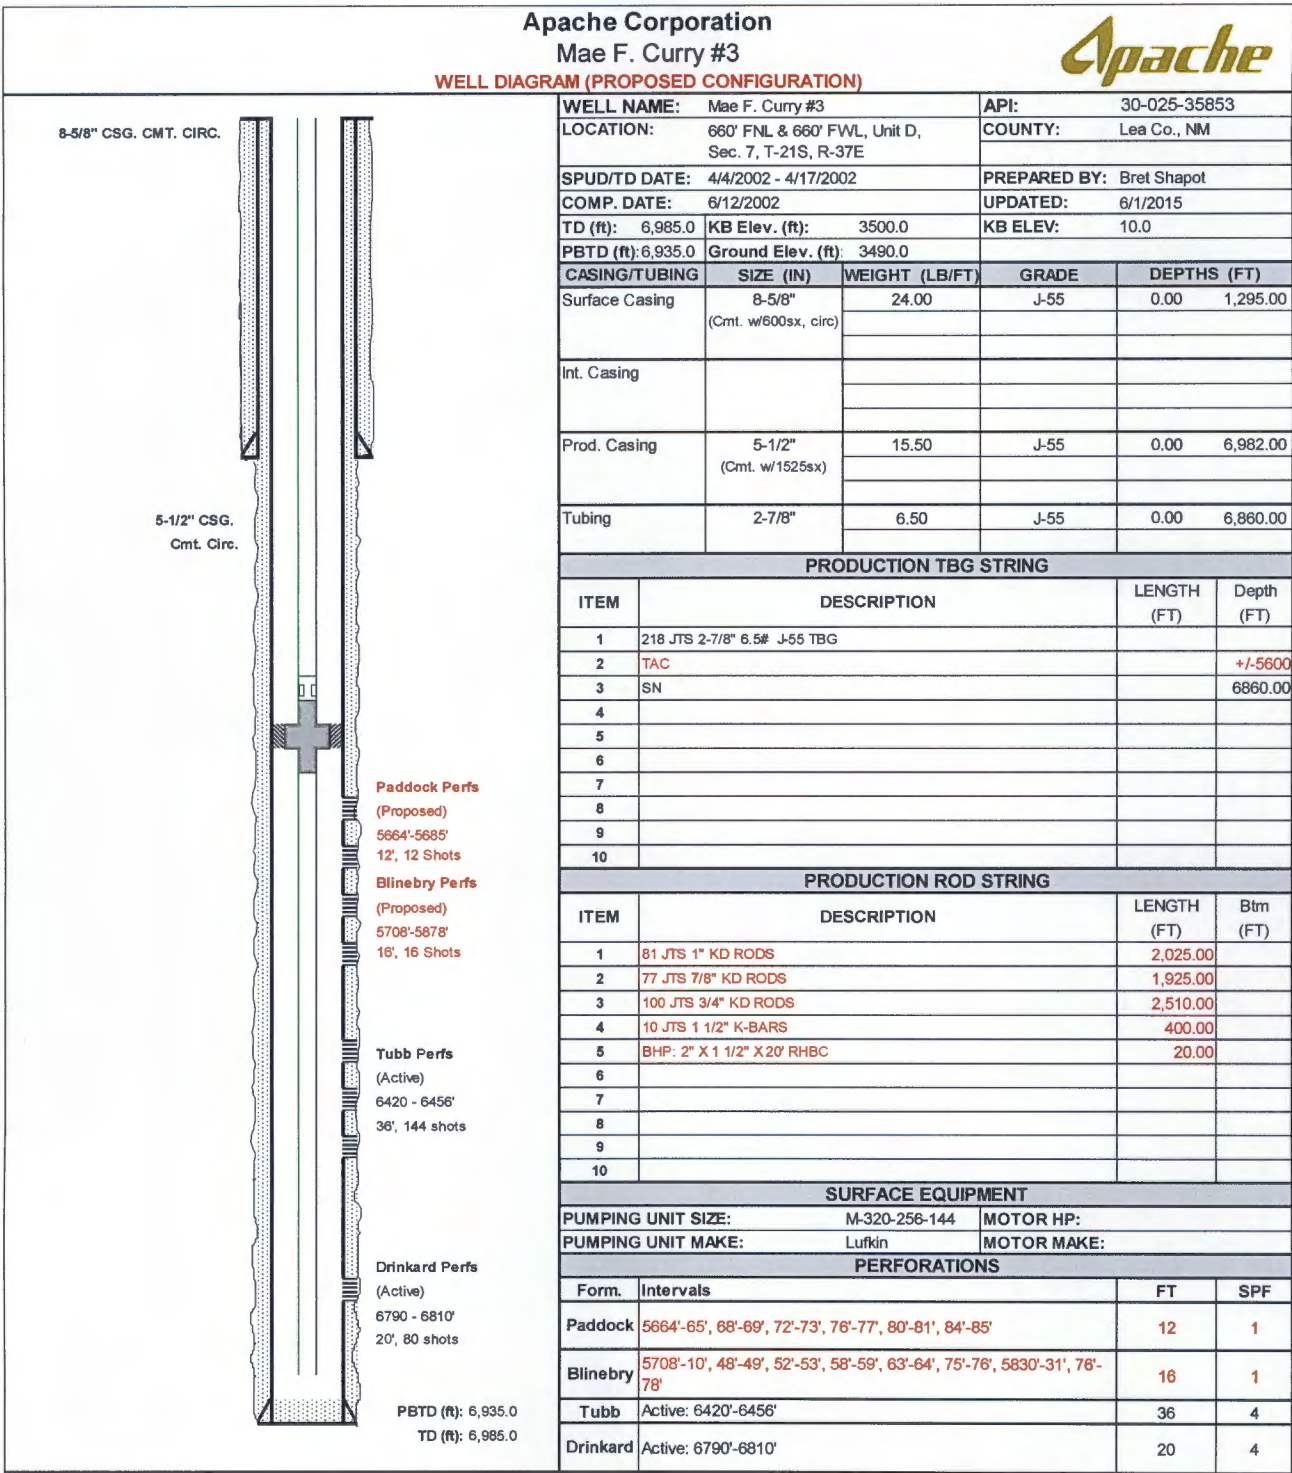 Apache Corporation
Mae F. Curry #3
WELL DIAGRAM (PROPOSED CONFIGURATION)
Apache
8-5/8" CSG. CMT. CIRC.
5-1/2" CSG.
Cmt. Circ.
Paddock Perfs
(Proposed)
5664'-5685'
12', 12 Shots
Blinebry Perfs
(Proposed)
5708'-5878'
16', 16 Shots
Tubb Perfs
(Active)
6420 - 6456'
36', 144 shots
Drinkard Perfs
(Active)
6790 - 6810'
20', 80 shots
PBTD (ft): 6,935.0
TD (ft): 6,985.0
WELL NAME: Mae F. Curry #3 API: 30-025-35853
LOCATION: 660' FNL & 660' FWL, Unit D, COUNTY: Lea Co., NM
Sec. 7, T-21S, R-37E
SPUD/TD DATE: 4/4/2002 - 4/17/2002 PREPARED BY: Bret Shapot
COMP. DATE: 6/12/2002 UPDATED: 6/1/2015
TD (ft): 6,985.0 KB Elev. (ft): 3500.0 KB ELEV: 10.0
PBTD (ft): 6,935.0 Ground Elev. (ft): 3490.0
CASING/TUBING SIZE (IN) WEIGHT (LB/FT) GRADE DEPTHS (FT)
Surface Casing 8-5/8" 24.00 J-55 0.00 1,295.00
(Cmt. w/600sx, circ)
Int. Casing
Prod. Casing 5-1/2" 15.50 J-55 0.00 6,982.00
(Cmt. w/1525sx)
Tubing 2-7/8" 6.50 J-55 0.00 6,860.00
PRODUCTION TBG STRING
ITEM DESCRIPTION LENGTH (FT) Depth (FT)
1 218 JTS 2-7/8" 6.5# J-55 TBG
2 TAC +/-5600
3 SN 6860.00
4
5
6
7
8
9
10
PRODUCTION ROD STRING
ITEM DESCRIPTION LENGTH (FT) Btm (FT)
1 81 JTS 1" KD RODS 2,025.00
2 77 JTS 7/8" KD RODS 1,925.00
3 100 JTS 3/4" KD RODS 2,510.00
4 10 JTS 1 1/2" K-BARS 400.00
5 BHP: 2" X 1 1/2" X 20' RHBC 20.00
6
7
8
9
10
SURFACE EQUIPMENT
PUMPING UNIT SIZE: M-320-256-144 MOTOR HP:
PUMPING UNIT MAKE: Lufkin MOTOR MAKE:
PERFORATIONS
Form. Intervals FT SPF
Paddock 5664'-65', 68'-69', 72'-73', 76'-77', 80'-81', 84'-85' 12 1
Blinebry 5708'-10', 48'-49', 52'-53', 58'-59', 63'-64', 75'-76', 5830'-31', 76'-
78' 16 1
Tubb Active: 6420'-6456' 36 4
Drinkard Active: 6790'-6810' 20 4